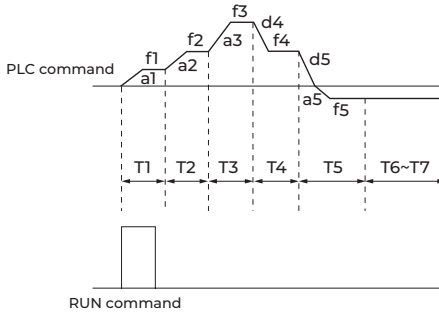 f3
f2
d4
f1
a3
f4
a2
d5
PLC command
a1
a5
f5
T1 T2 T3 T4 T5 T6~T7
RUN command